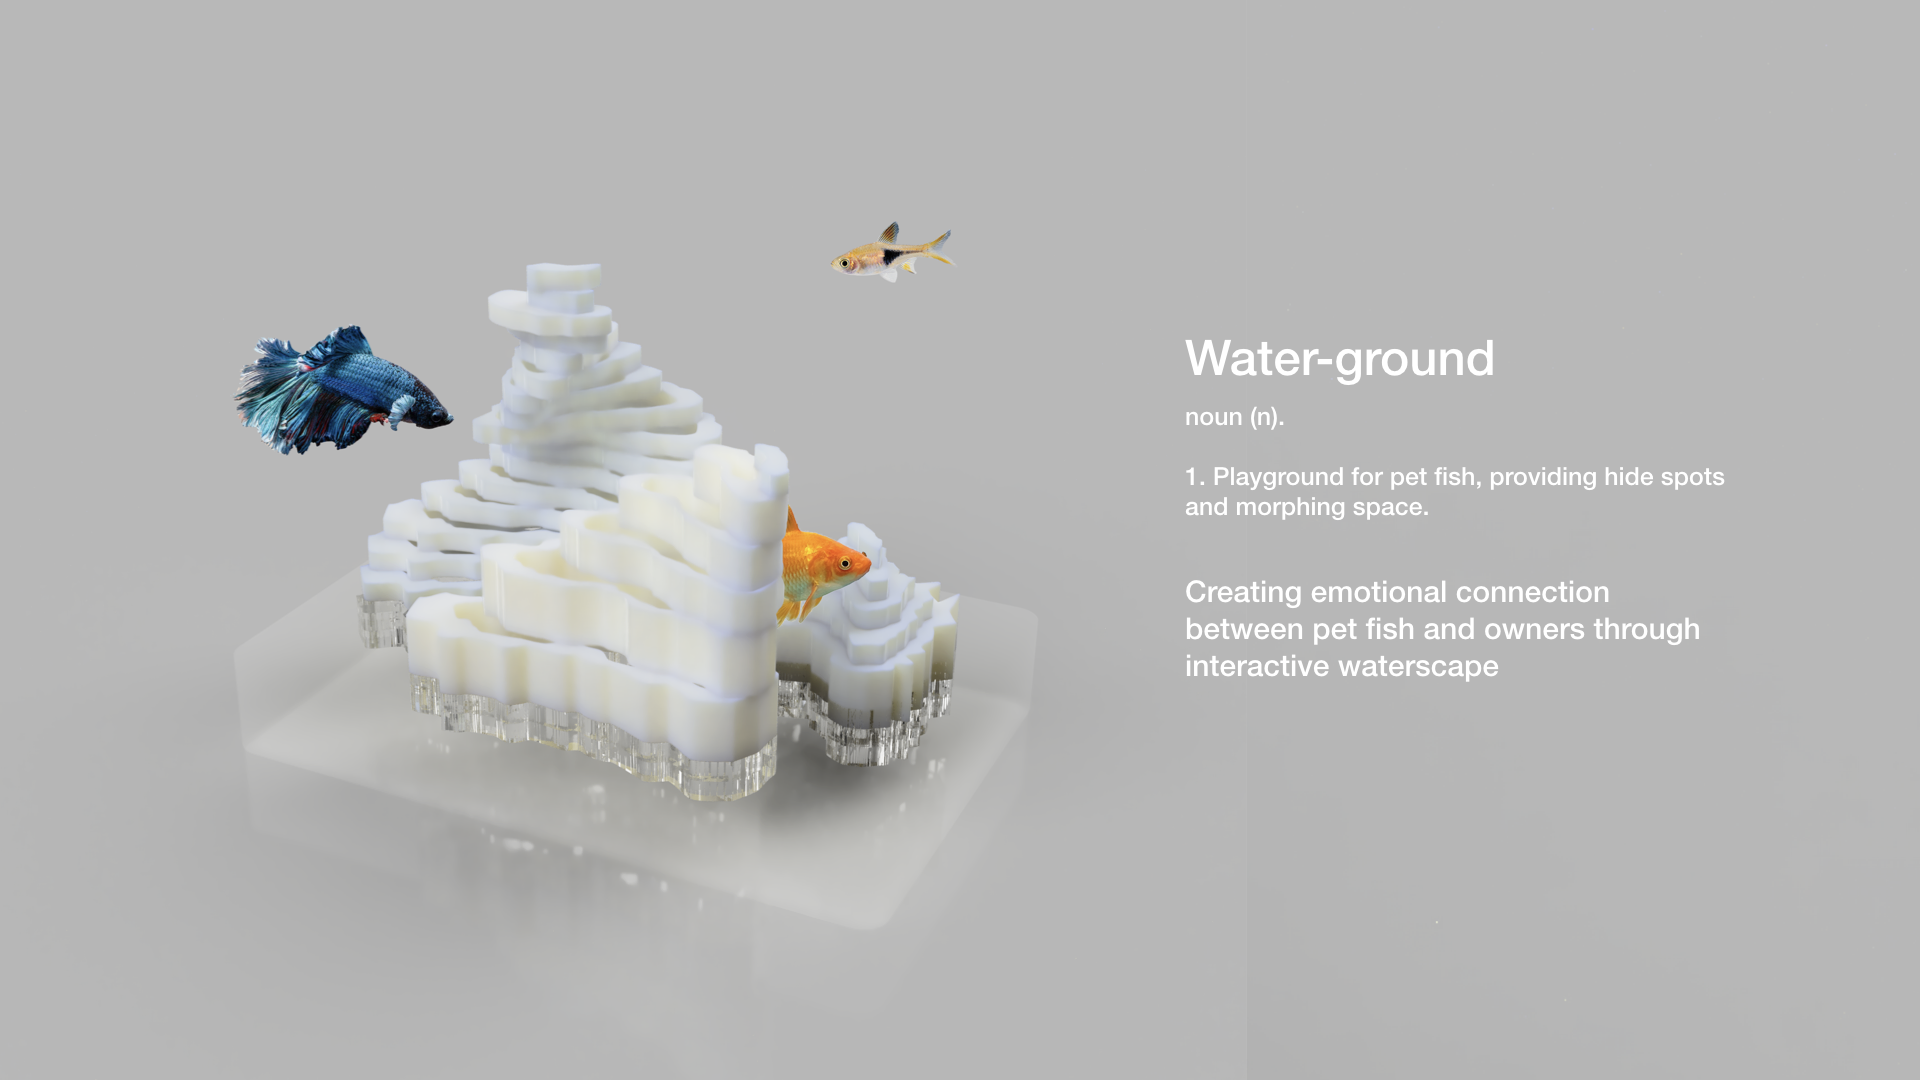 Water-ground
noun (n).
1. Playground for pet fish, providing hide spots
and morphing space.
Creating emotional connection
between pet fish and owners through
interactive waterscape